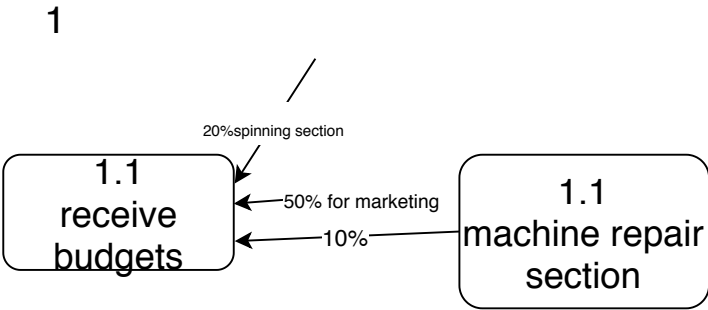 1
20%spinning section
1.1
receive
budgets
50% for marketing
10%
1.1
machine repair
section